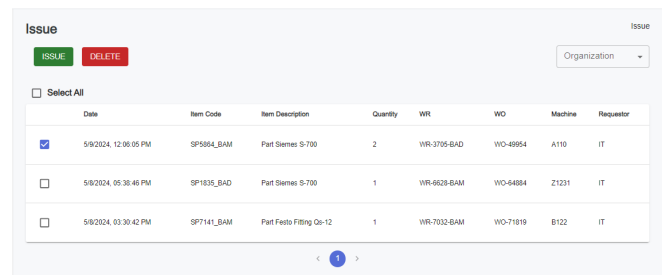 Issue
Issue
ISSUE DELETE Organization
Select All
Date Item Code Item Description Quantity WR WO Machine Requestor
5/9/2024, 12:06:05 PM SP5864_BAM Part Siemes S-700 2 WR-3705-BAD WO-49954 A110 IT
5/8/2024, 05:38:46 PM SP1835_BAD Part Siemes S-700 1 WR-6628-BAM WO-64884 Z1231 IT
5/8/2024, 03:30:42 PM SP7141_BAM Part Festo Fitting Qs-12 1 WR-7032-BAM WO-71819 B122 IT
1